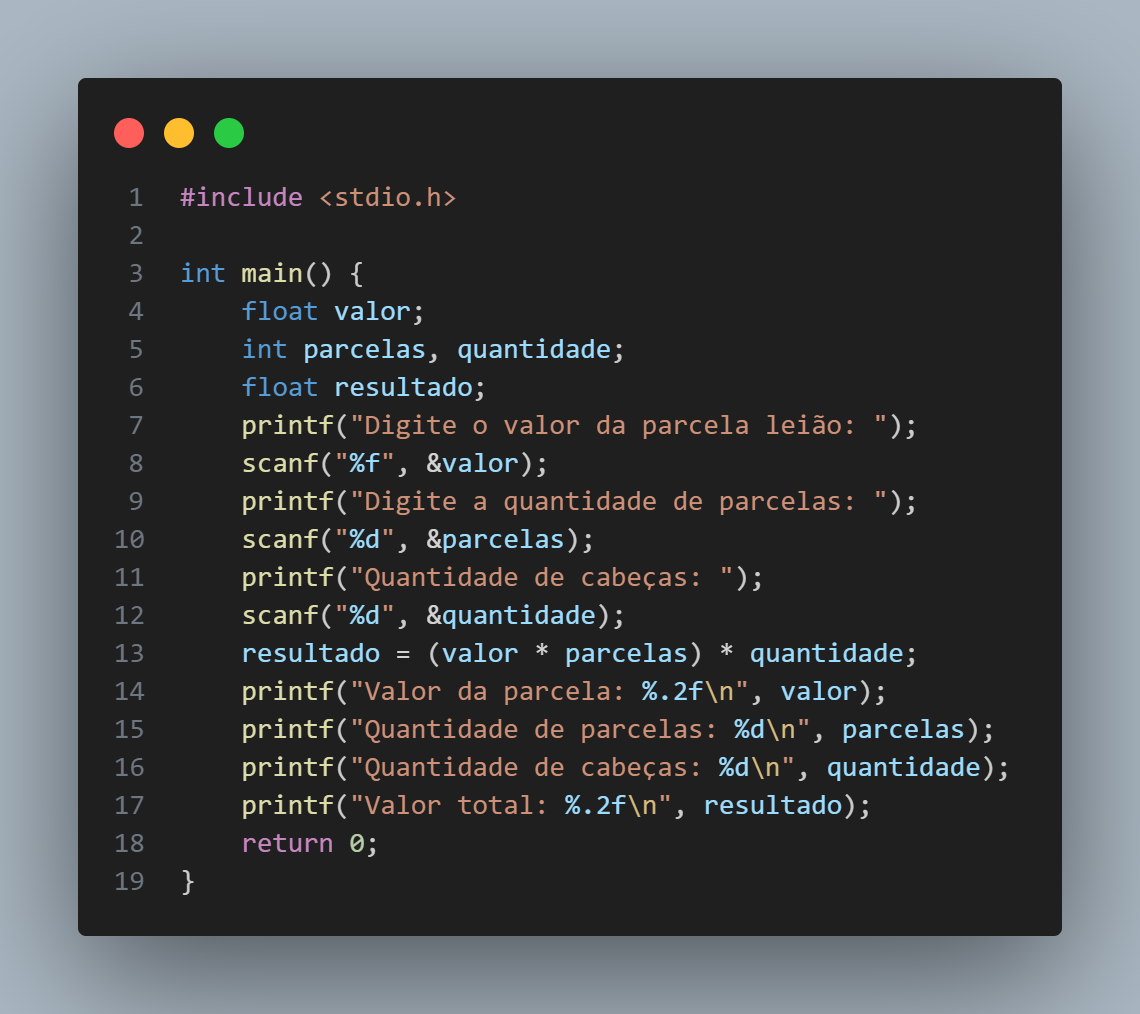 1 #include <stdio.h>
2
3 int main() {
4     float valor;
5     int parcelas, quantidade;
6     float resultado;
7     printf("Digite o valor da parcela leião: ");
8     scanf("%f", &valor);
9     printf("Digite a quantidade de parcelas: ");
10     scanf("%d", &parcelas);
11     printf("Quantidade de cabeças: ");
12     scanf("%d", &quantidade);
13     resultado = (valor * parcelas) * quantidade;
14     printf("Valor da parcela: %.2f\n", valor);
15     printf("Quantidade de parcelas: %d\n", parcelas);
16     printf("Quantidade de cabeças: %d\n", quantidade);
17     printf("Valor total: %.2f\n", resultado);
18     return 0;
19 }